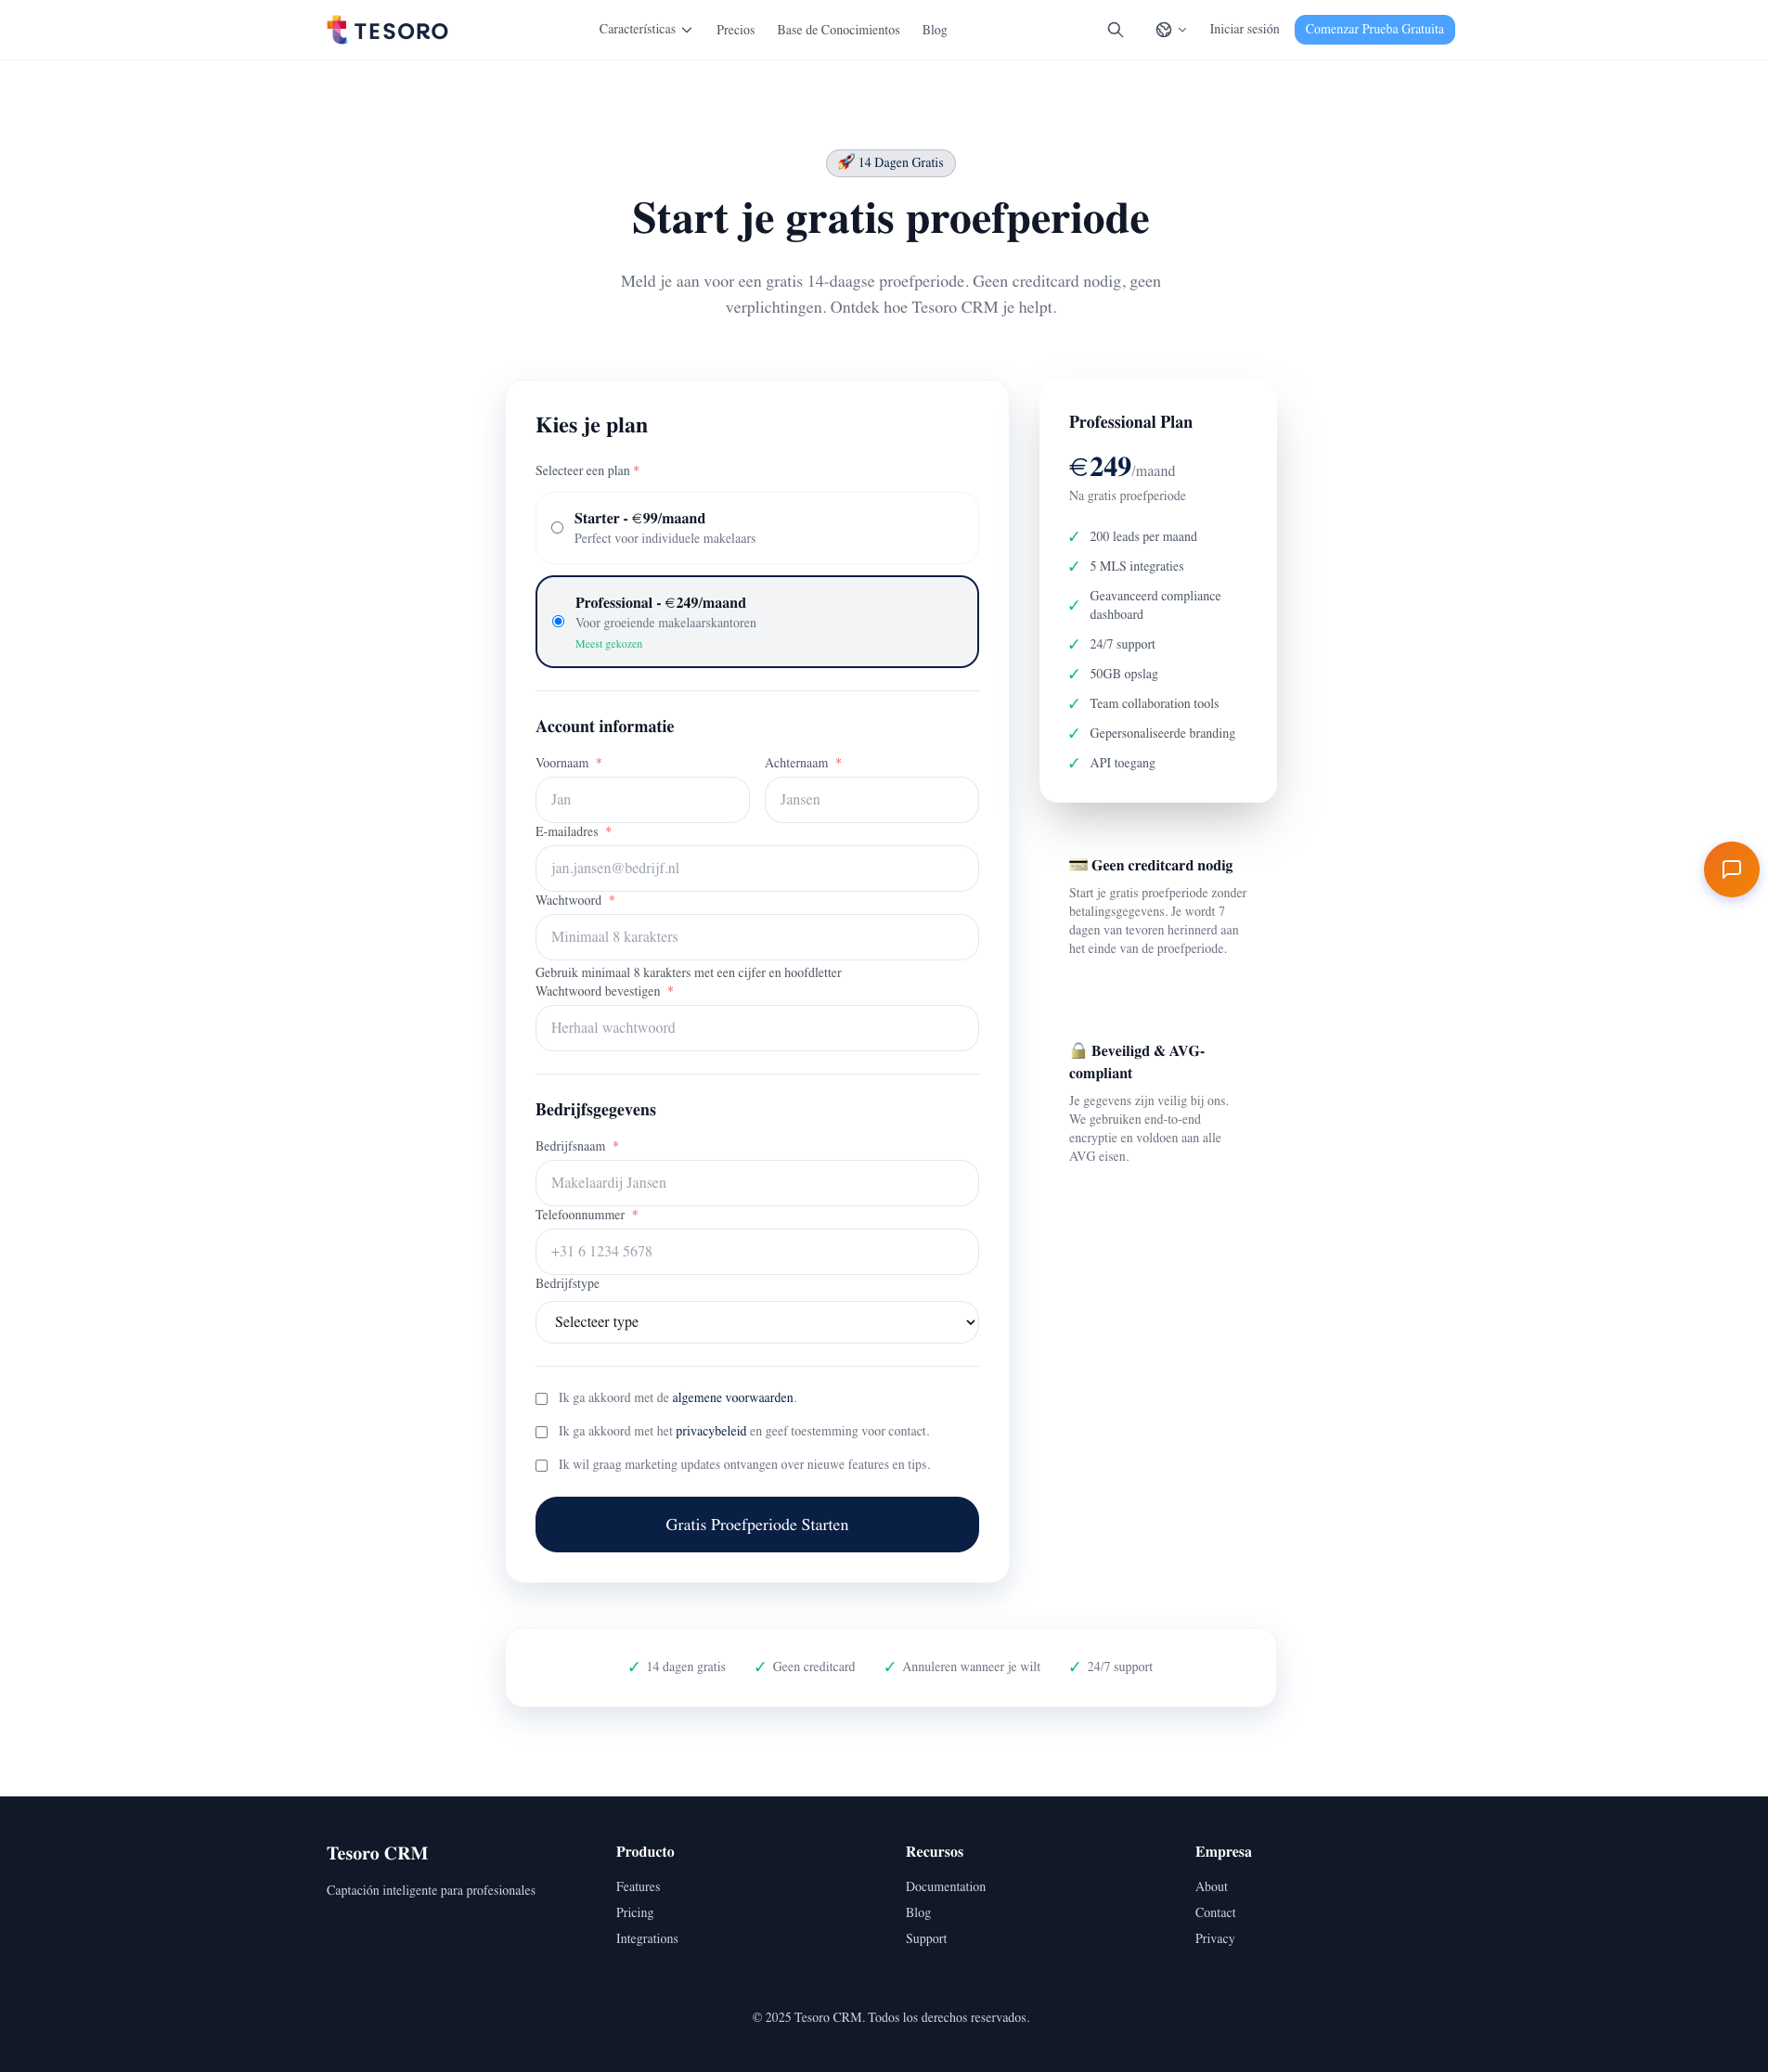 TESORO
Características
Precios
Base de Conocimientos
Blog
Iniciar sesión
Comenzar Prueba Gratuita
🚀 14 Dagen Gratis
Start je gratis proefperiode
Meld je aan voor een gratis 14-daagse proefperiode. Geen creditcard nodig, geen
verplichtingen. Ontdek hoe Tesoro CRM je helpt.
Kies je plan
Selecteer een plan *
Starter - €99/maand
Perfect voor individuele makelaars
Professional - €249/maand
Voor groeiende makelaarskantoren
Meest gekozen
Account informatie
Voornaam *
Achternaam *
Jan
Jansen
E-mailadres *
jan.jansen@bedrijf.nl
Wachtwoord *
Minimaal 8 karakters
Gebruik minimaal 8 karakters met een cijfer en hoofdletter
Wachtwoord bevestigen *
Herhaal wachtwoord
Bedrijfsgegevens
Bedrijfsnaam *
Makelaardij Jansen
Telefoonnummer *
+31 6 1234 5678
Bedrijfstype
Selecteer type
Ik ga akkoord met de algemene voorwaarden.
Ik ga akkoord met het privacybeleid en geef toestemming voor contact.
Ik wil graag marketing updates ontvangen over nieuwe features en tips.
Gratis Proefperiode Starten
Professional Plan
€249/maand
Na gratis proefperiode
✓ 200 leads per maand
✓ 5 MLS integraties
✓ Geavanceerd compliance
dashboard
✓ 24/7 support
✓ 50GB opslag
✓ Team collaboration tools
✓ Gepersonaliseerde branding
✓ API toegang
💳 Geen creditcard nodig
Start je gratis proefperiode zonder
betalingsgegevens. Je wordt 7
dagen van tevoren herinnerd aan
het einde van de proefperiode.
🔒 Beveiligd & AVG-
compliant
Je gegevens zijn veilig bij ons.
We gebruiken end-to-end
encryptie en voldoen aan alle
AVG eisen.
✓ 14 dagen gratis
✓ Geen creditcard
✓ Annuleren wanneer je wilt
✓ 24/7 support
Tesoro CRM
Captación inteligente para profesionales
Producto
Features
Pricing
Integrations
Recursos
Documentation
Blog
Support
Empresa
About
Contact
Privacy
© 2025 Tesoro CRM. Todos los derechos reservados.